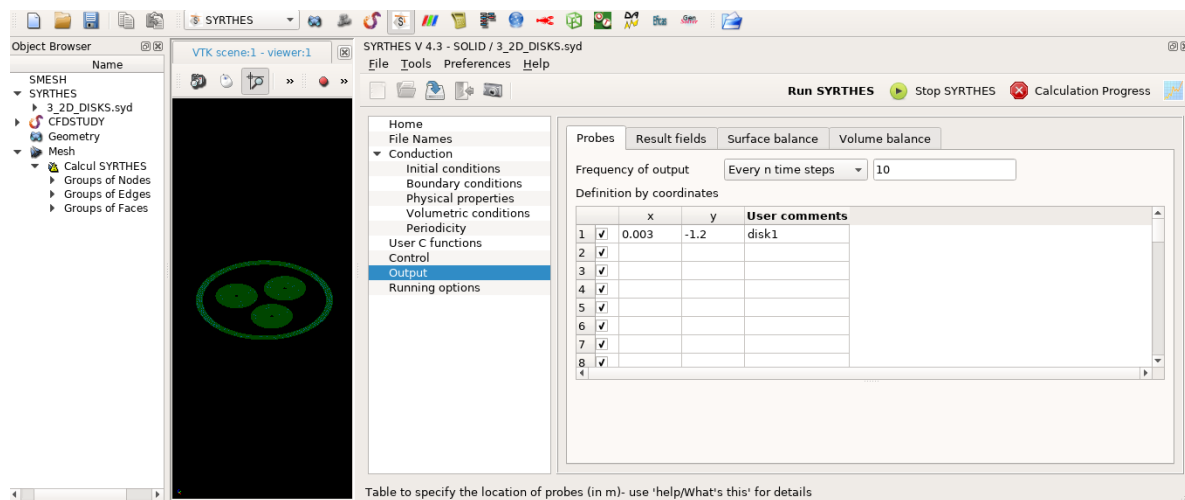 SYRTHES
Object Browser
Name
SMESH
SYRTHES
3_2D_DISKS.syd
CFDSTUDY
Geometry
Mesh
Calcul SYRTHES
Groups of Nodes
Groups of Edges
Groups of Faces
VTK scene:1 - viewer:1
»
»
SYRTHES V 4.3 - SOLID / 3_2D_DISKS.syd
File Tools Preferences Help
Run SYRTHES Stop SYRTHES Calculation Progress
Home
File Names
Conduction
Initial conditions
Boundary conditions
Physical properties
Volumetric conditions
Periodicity
User C functions
Control
Output
Running options
Probes Result fields Surface balance Volume balance
Frequency of output Every n time steps 10
Definition by coordinates
x y User comments
1 0.003 -1.2 disk1
2
3
4
5
6
7
8
Table to specify the location of probes (in m)- use 'help/What's this' for details